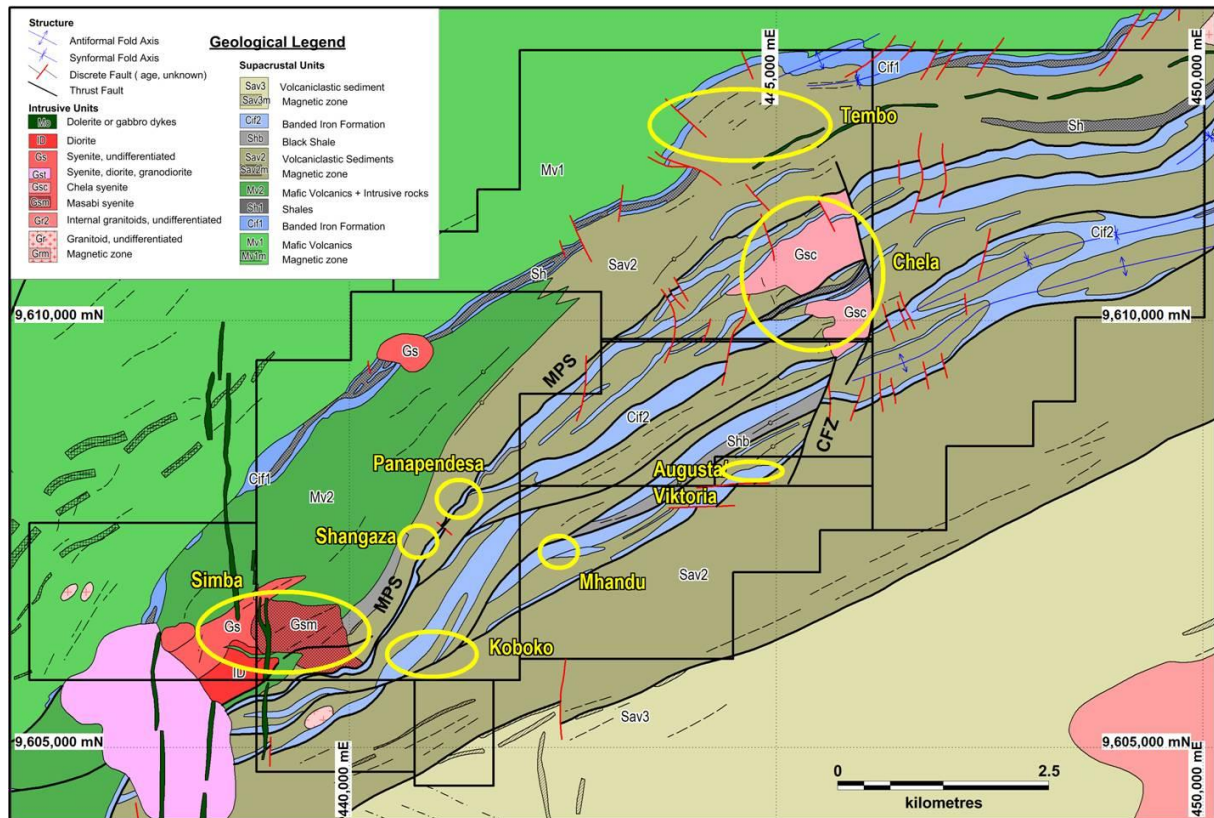 Structure
Antiformal Fold Axis
Synformal Fold Axis
Discrete Fault ( age, unknown)
Thrust Fault
Intrusive Units
Mo Dolerite or gabbro dykes
ID Diorite
Gs Syenite, undifferentiated
Gst Syenite, diorite, granodiorite
Gsc Chela syenite
Gsm Masabi syenite
Gr2 Internal granitoids, undifferentiated
Gr Granitoid, undifferentiated
Grm Magnetic zone
Geological Legend
Supacrustal Units
Sav3 Volcaniclastic sediment
Sav3m Magnetic zone
Cif2 Banded Iron Formation
Shb Black Shale
Sav2 Volcaniclastic Sediments
Sav2m Magnetic zone
Mv2 Mafic Volcanics + Intrusive rocks
Sh1 Shales
Cif1 Banded Iron Formation
Mv1 Mafic Volcanics
Mv1m Magnetic zone
445,000 mE
450,000 mE
Cif1
Tembo
Sh
Mv1
Cif2
Sav2
Gsc
Chela
Sh
Gsc
9,610,000 mN
9,610,000 mN
Gs
MPS
Cif2
CFZ
Shb
Panapendesa
Augusta
Cif1
Mv2
Viktoria
Shangaza
Mhandu
Sav2
Simba
MPS
Gs
Gsm
Koboko
ID
Sav3
9,605,000 mN
9,605,000 mN
440,000 mE
450,000 mE
0 2.5
kilometres